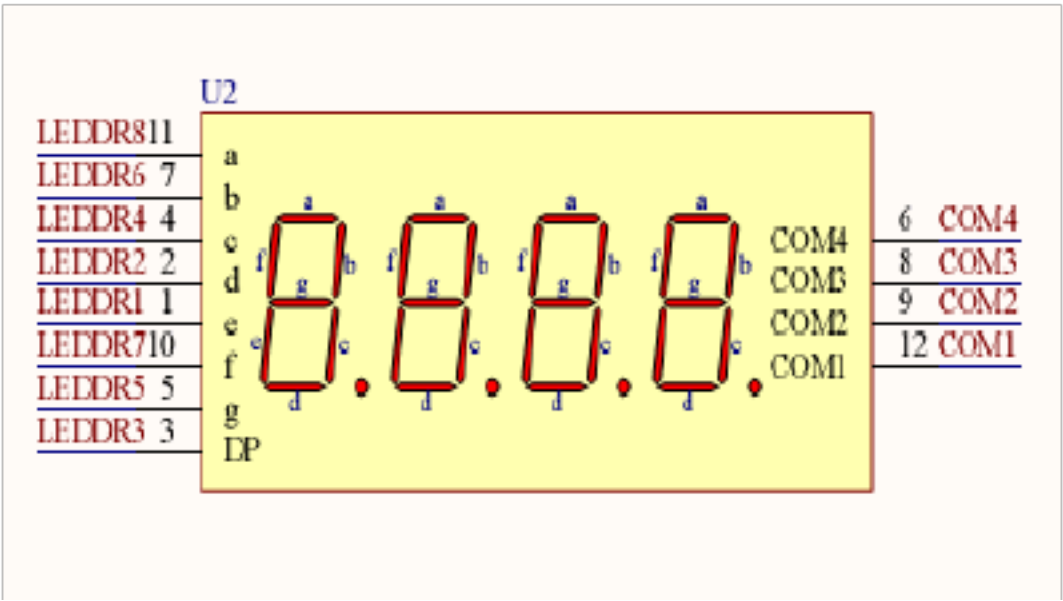 U2
LEDDR8 11 a
LEDDR6 7 b
LEDDR4 4 c
LEDDR2 2 d
LEDDR1 1 e
LEDDR7 10 f
LEDDR5 5 g
LEDDR3 3 DP
a a a a
f b f b f b f b
g g g g
e c c c c
d d d d
COM4 6 COM4
COM3 8 COM3
COM2 9 COM2
COM1 12 COM1